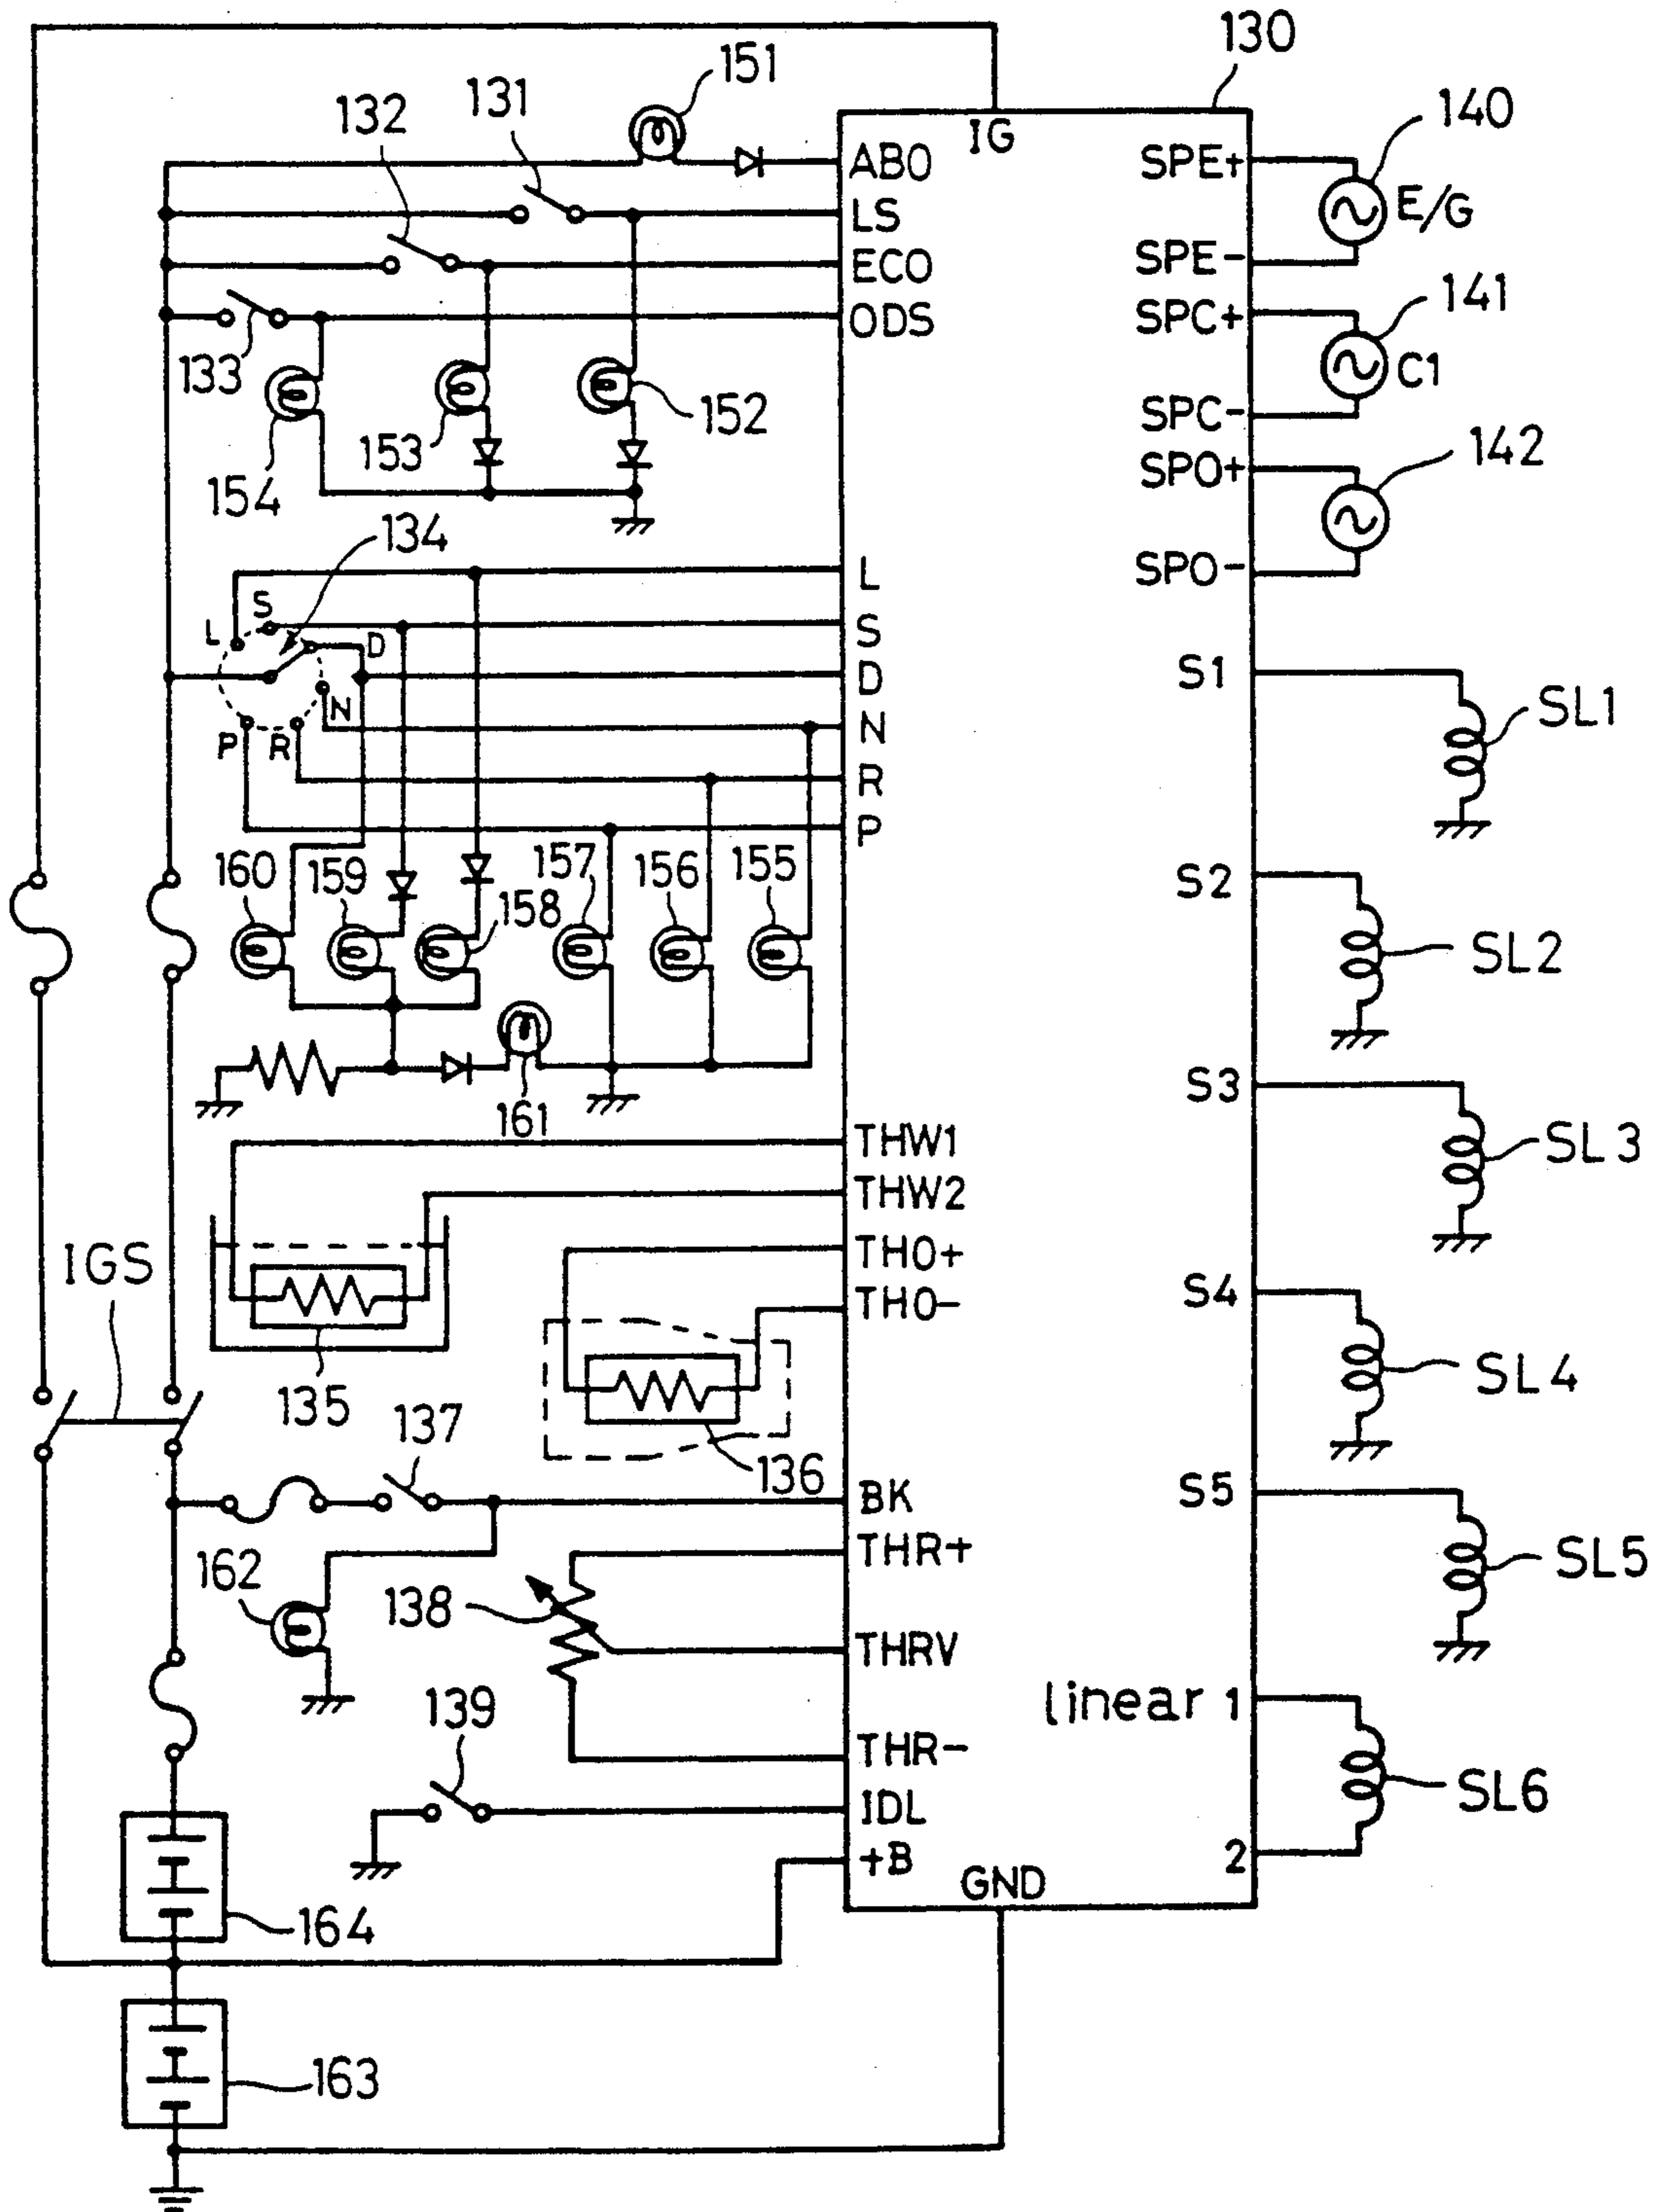 130
151
IG
131
132
140
ABO
SPE+
LS
E/G
ECO
SPE-
ODS
141
SPC+
133
C1
152
153
154
SPC-
142
SPO+
134
SPO-
L
S
L
S
D
D
N
N
P
R
R
P
S1
SL1
160
159
158
157
156
155
S2
SL2
161
S3
THW1
SL3
THW2
IGS
THO+
THO-
S4
135
SL4
137
136
BK
S5
THR+
162
138
SL5
THRV
linear 1
139
THR-
SL6
IDL
+B
2
GND
164
163